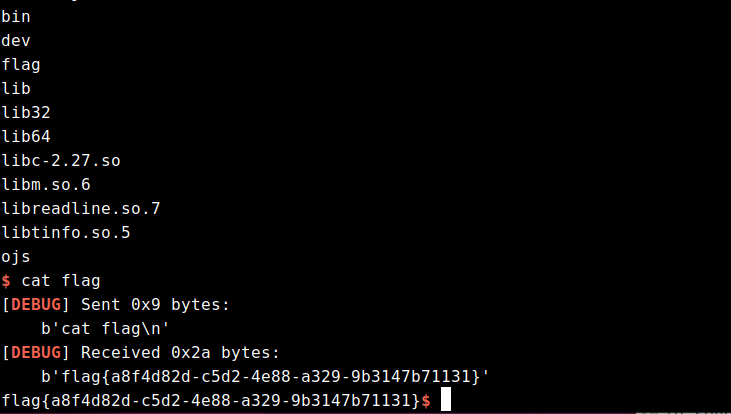 bin
dev
flag
lib
lib32
lib64
libc-2.27.so
libm.so.6
libreadline.so.7
libtinfo.so.5
ojs
$ cat flag
[DEBUG] Sent 0x9 bytes:
    b'cat flag\n'
[DEBUG] Received 0x2a bytes:
    b'flag{a8f4d82d-c5d2-4e88-a329-9b3147b71131}'
flag{a8f4d82d-c5d2-4e88-a329-9b3147b71131}$